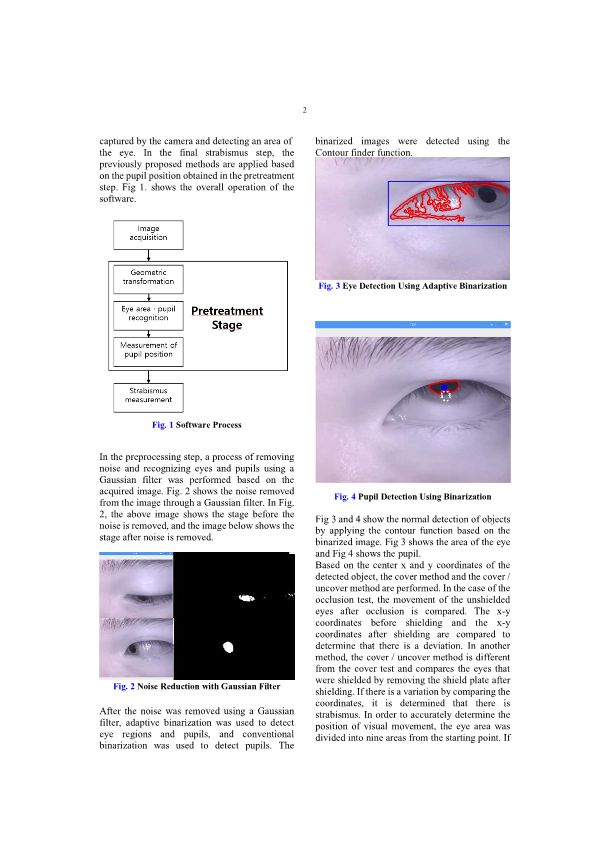 2
captured by the camera and detecting an area of
the eye. In the final strabismus step, the
previously proposed methods are applied based
on the pupil position obtained in the pretreatment
step. Fig 1. shows the overall operation of the
software.
Image
acquisition
Geometric
transformation
Eye area · pupil
recognition
Measurement of
pupil position
Pretreatment
Stage
Strabismus
measurement
Fig. 1 Software Process
In the preprocessing step, a process of removing
noise and recognizing eyes and pupils using a
Gaussian filter was performed based on the
acquired image. Fig. 2 shows the noise removed
from the image through a Gaussian filter. In Fig.
2, the above image shows the stage before the
noise is removed, and the image below shows the
stage after noise is removed.
Fig. 2 Noise Reduction with Gaussian Filter
After the noise was removed using a Gaussian
filter, adaptive binarization was used to detect
eye regions and pupils, and conventional
binarization was used to detect pupils. The
binarized images were detected using the
Contour finder function.
Fig. 3 Eye Detection Using Adaptive Binarization
Fig. 4 Pupil Detection Using Binarization
Fig 3 and 4 show the normal detection of objects
by applying the contour function based on the
binarized image. Fig 3 shows the area of the eye
and Fig 4 shows the pupil.
Based on the center x and y coordinates of the
detected object, the cover method and the cover /
uncover method are performed. In the case of the
occlusion test, the movement of the unshielded
eyes after occlusion is compared. The x-y
coordinates before shielding and the x-y
coordinates after shielding are compared to
determine that there is a deviation. In another
method, the cover / uncover method is different
from the cover test and compares the eyes that
were shielded by removing the shield plate after
shielding. If there is a variation by comparing the
coordinates, it is determined that there is
strabismus. In order to accurately determine the
position of visual movement, the eye area was
divided into nine areas from the starting point. If